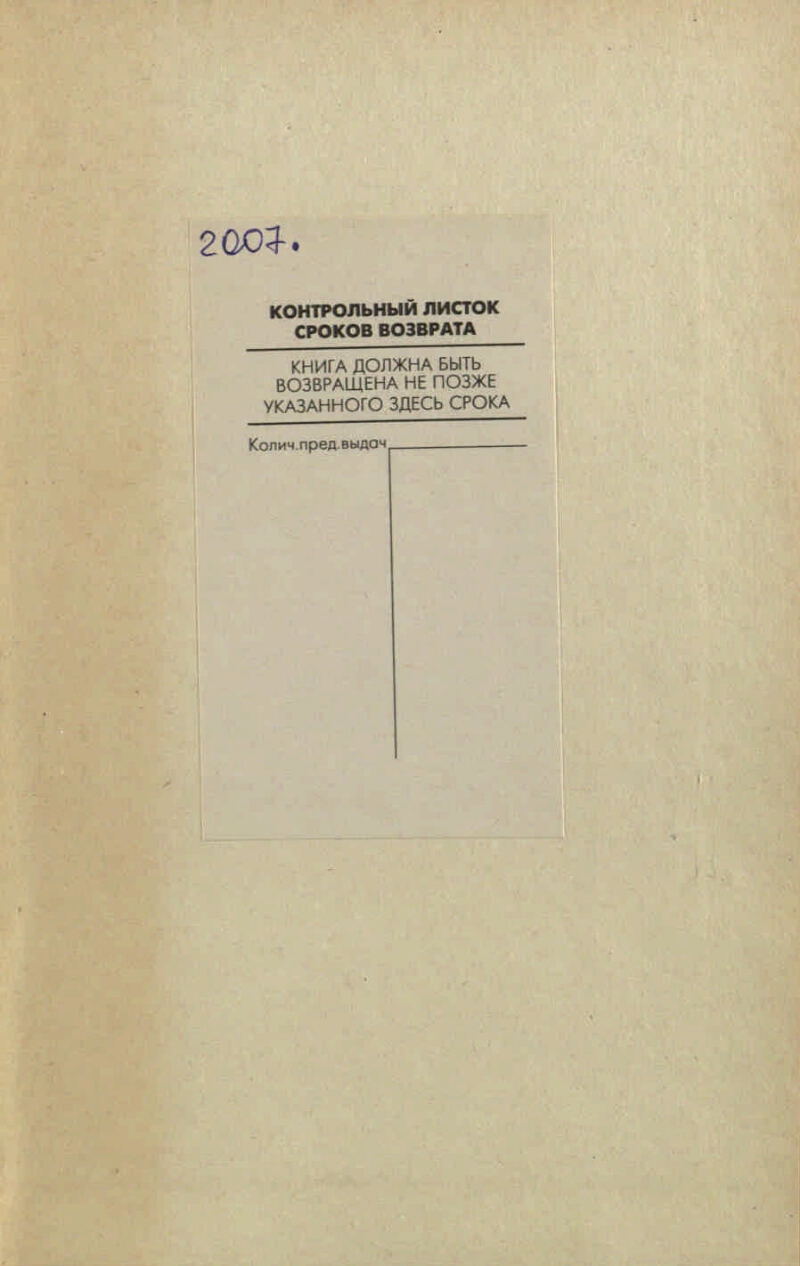 2007.
КОНТРОЛЬНЫЙ ЛИСТОК
СРОКОВ ВОЗВРАТА
КНИГА ДОЛЖНА БЫТЬ
ВОЗВРАЩЕНА НЕ ПОЗЖЕ
УКАЗАННОГО ЗДЕСЬ СРОКА
Колич.пред.выдач